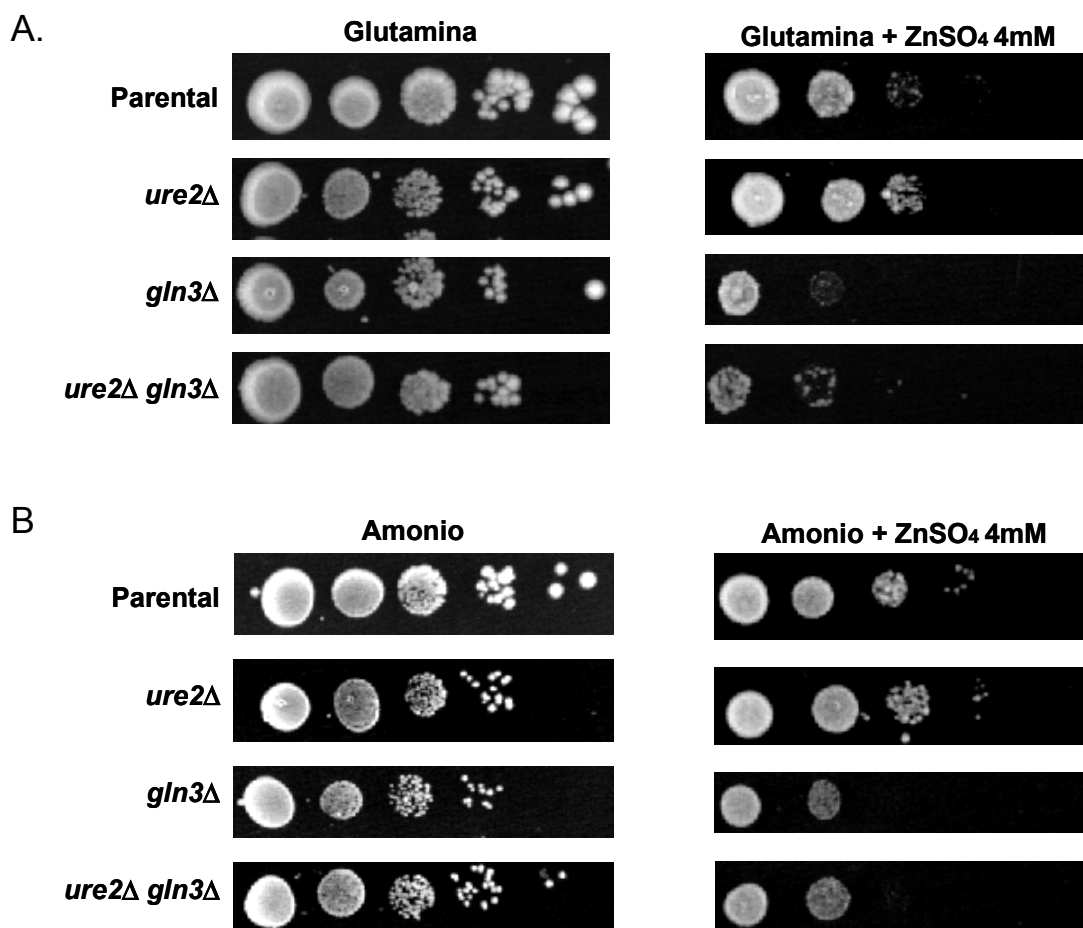 A.
Glutamina
Glutamina + ZnSO₄ 4mM
Parental
ure2Δ
gln3Δ
ure2Δ gln3Δ
B
Amonio
Amonio + ZnSO₄ 4mM
Parental
ure2Δ
gln3Δ
ure2Δ gln3Δ